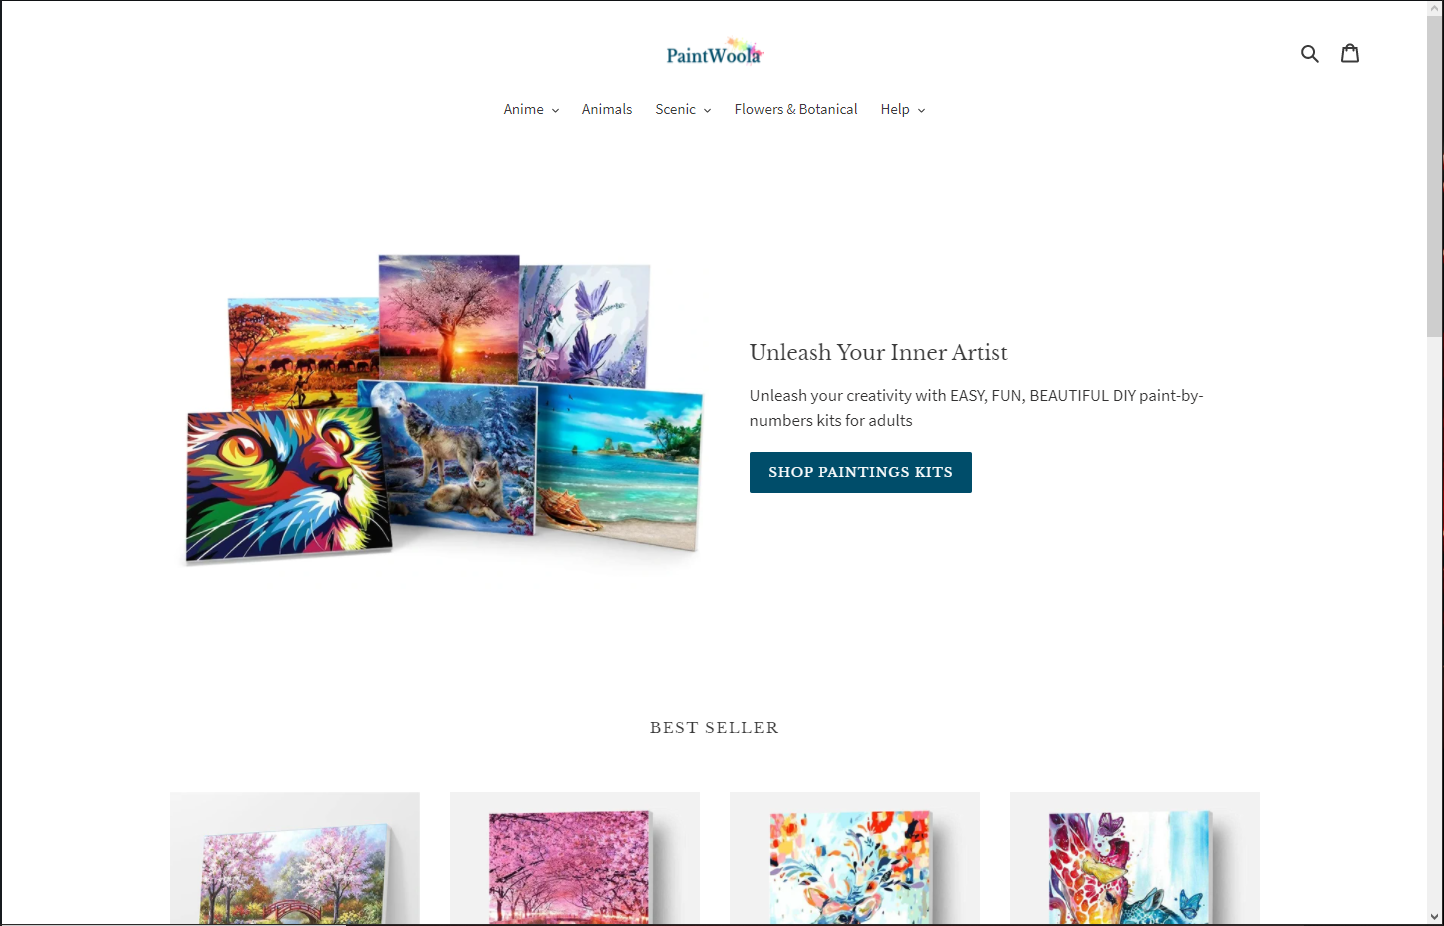 PaintWoola
Anime
Animals
Scenic
Flowers & Botanical
Help
Unleash Your Inner Artist
Unleash your creativity with EASY, FUN, BEAUTIFUL DIY paint-by-
numbers kits for adults
SHOP PAINTINGS KITS
BEST SELLER